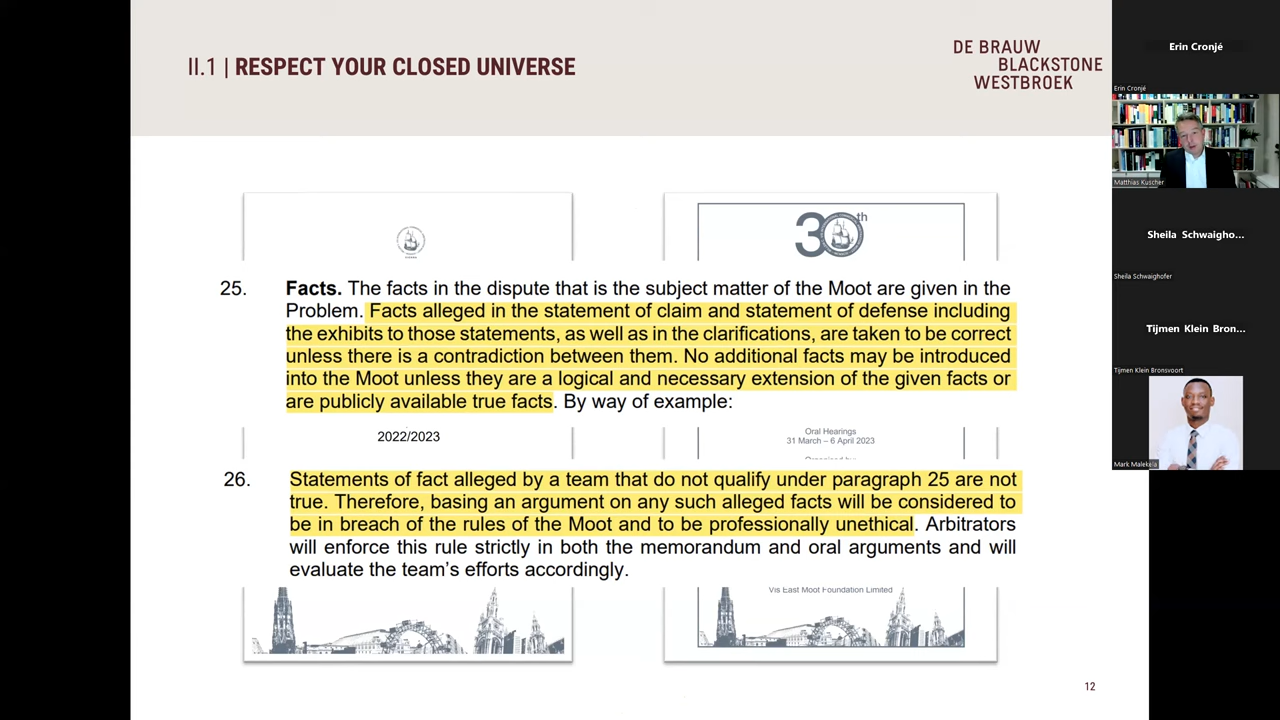 II.1 | RESPECT YOUR CLOSED UNIVERSE
DE BRAUW
BLACKSTONE
WESTBROEK
30th
25. Facts. The facts in the dispute that is the subject matter of the Moot are given in the
Problem. Facts alleged in the statement of claim and statement of defense including
the exhibits to those statements, as well as in the clarifications, are taken to be correct
unless there is a contradiction between them. No additional facts may be introduced
into the Moot unless they are a logical and necessary extension of the given facts or
are publicly available true facts. By way of example:
2022/2023
Oral Hearings
31 March – 6 April 2023
26. Statements of fact alleged by a team that do not qualify under paragraph 25 are not
true. Therefore, basing an argument on any such alleged facts will be considered to
be in breach of the rules of the Moot and to be professionally unethical. Arbitrators
will enforce this rule strictly in both the memorandum and oral arguments and will
evaluate the team's efforts accordingly.
Vis East Moot Foundation Limited
12
Erin Cronjé
Erin Cronjé
Matthias Kuscher
Sheila Schwaigho...
Sheila Schwaighofer
Tijmen Klein Bron...
Tijmen Klein Bronsvoort
Mark Malekela